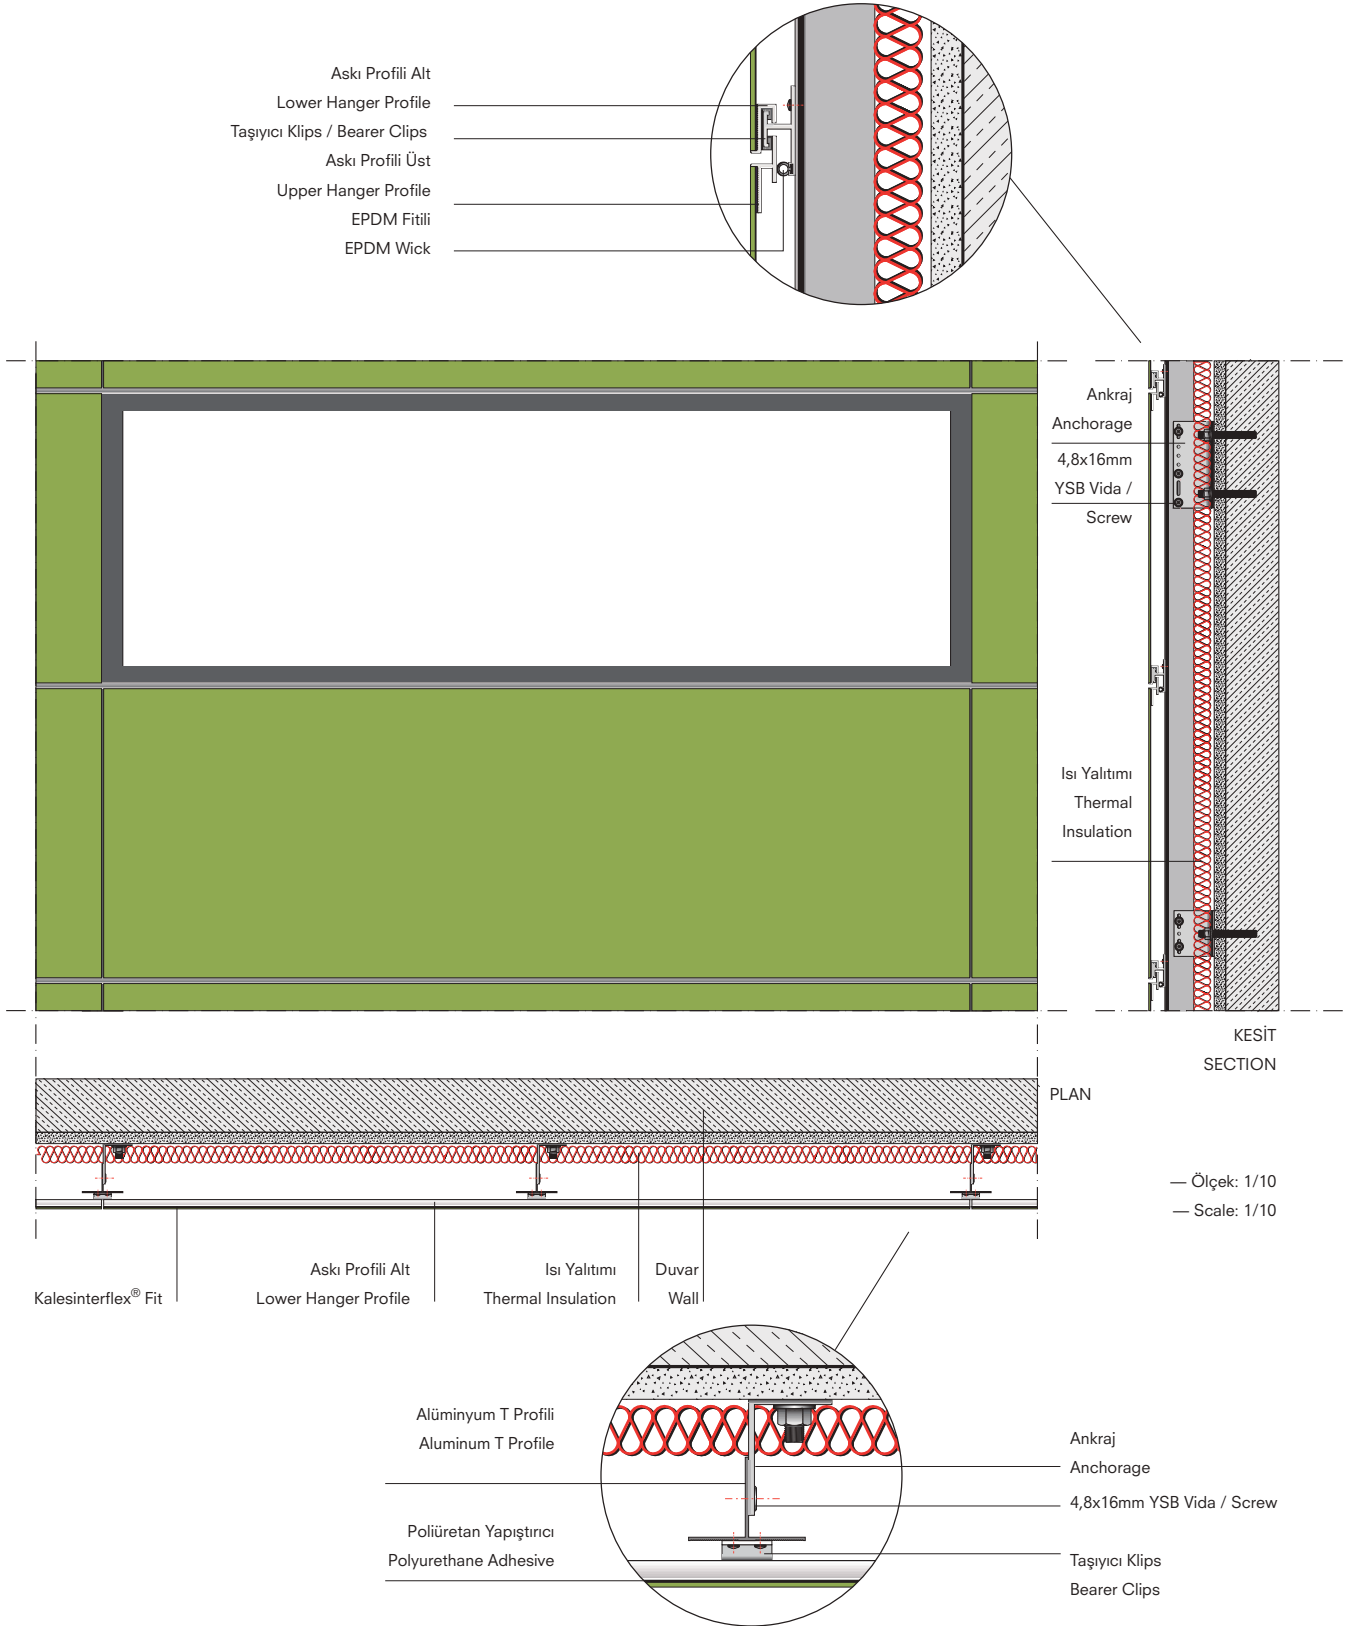 Askı Profili Alt
Lower Hanger Profile
Taşıyıcı Klips / Bearer Clips
Askı Profili Üst
Upper Hanger Profile
EPDM Fitili
EPDM Wick
Ankraj
Anchorage
4,8x16mm
YSB Vida /
Screw
Isı Yalıtımı
Thermal
Insulation
KESİT
SECTION
PLAN
— Ölçek: 1/10
— Scale: 1/10
Kalesinterflex® Fit
Askı Profili Alt
Lower Hanger Profile
Isı Yalıtımı
Thermal Insulation
Duvar
Wall
Alüminyum T Profili
Aluminum T Profile
Poliüretan Yapıştırıcı
Polyurethane Adhesive
Ankraj
Anchorage
4,8x16mm YSB Vida / Screw
Taşıyıcı Klips
Bearer Clips